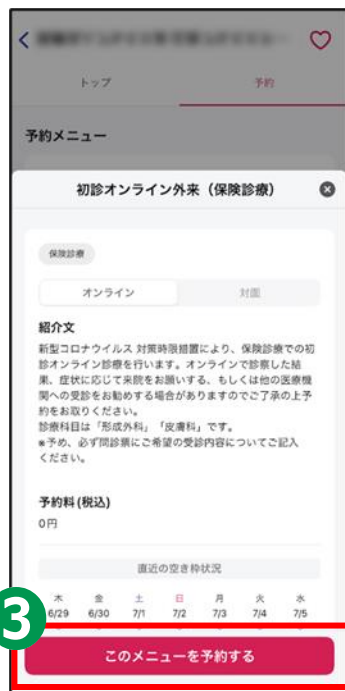 トップ 予約
予約メニュー
初診オンライン外来（保険診療）
保険診療
オンライン 対面
紹介文
新型コロナウイルス 対策時限措置により、保険診療での初
診オンライン診療を行います。オンラインで診察した結
果、症状に応じて来院をお願いする、もしくは他の医療機
関への受診をお勧めする場合がありますのでご了承の上予
約をお取りください。
診療科目は「形成外科」「皮膚科」です。
※予め、必ず問診票にご希望の受診内容についてご記入
ください。
予約料(税込)
0円
直近の空き枠状況
木 金 土 日 月 火 水
6/29 6/30 7/1 7/2 7/3 7/4 7/5
3
このメニューを予約する